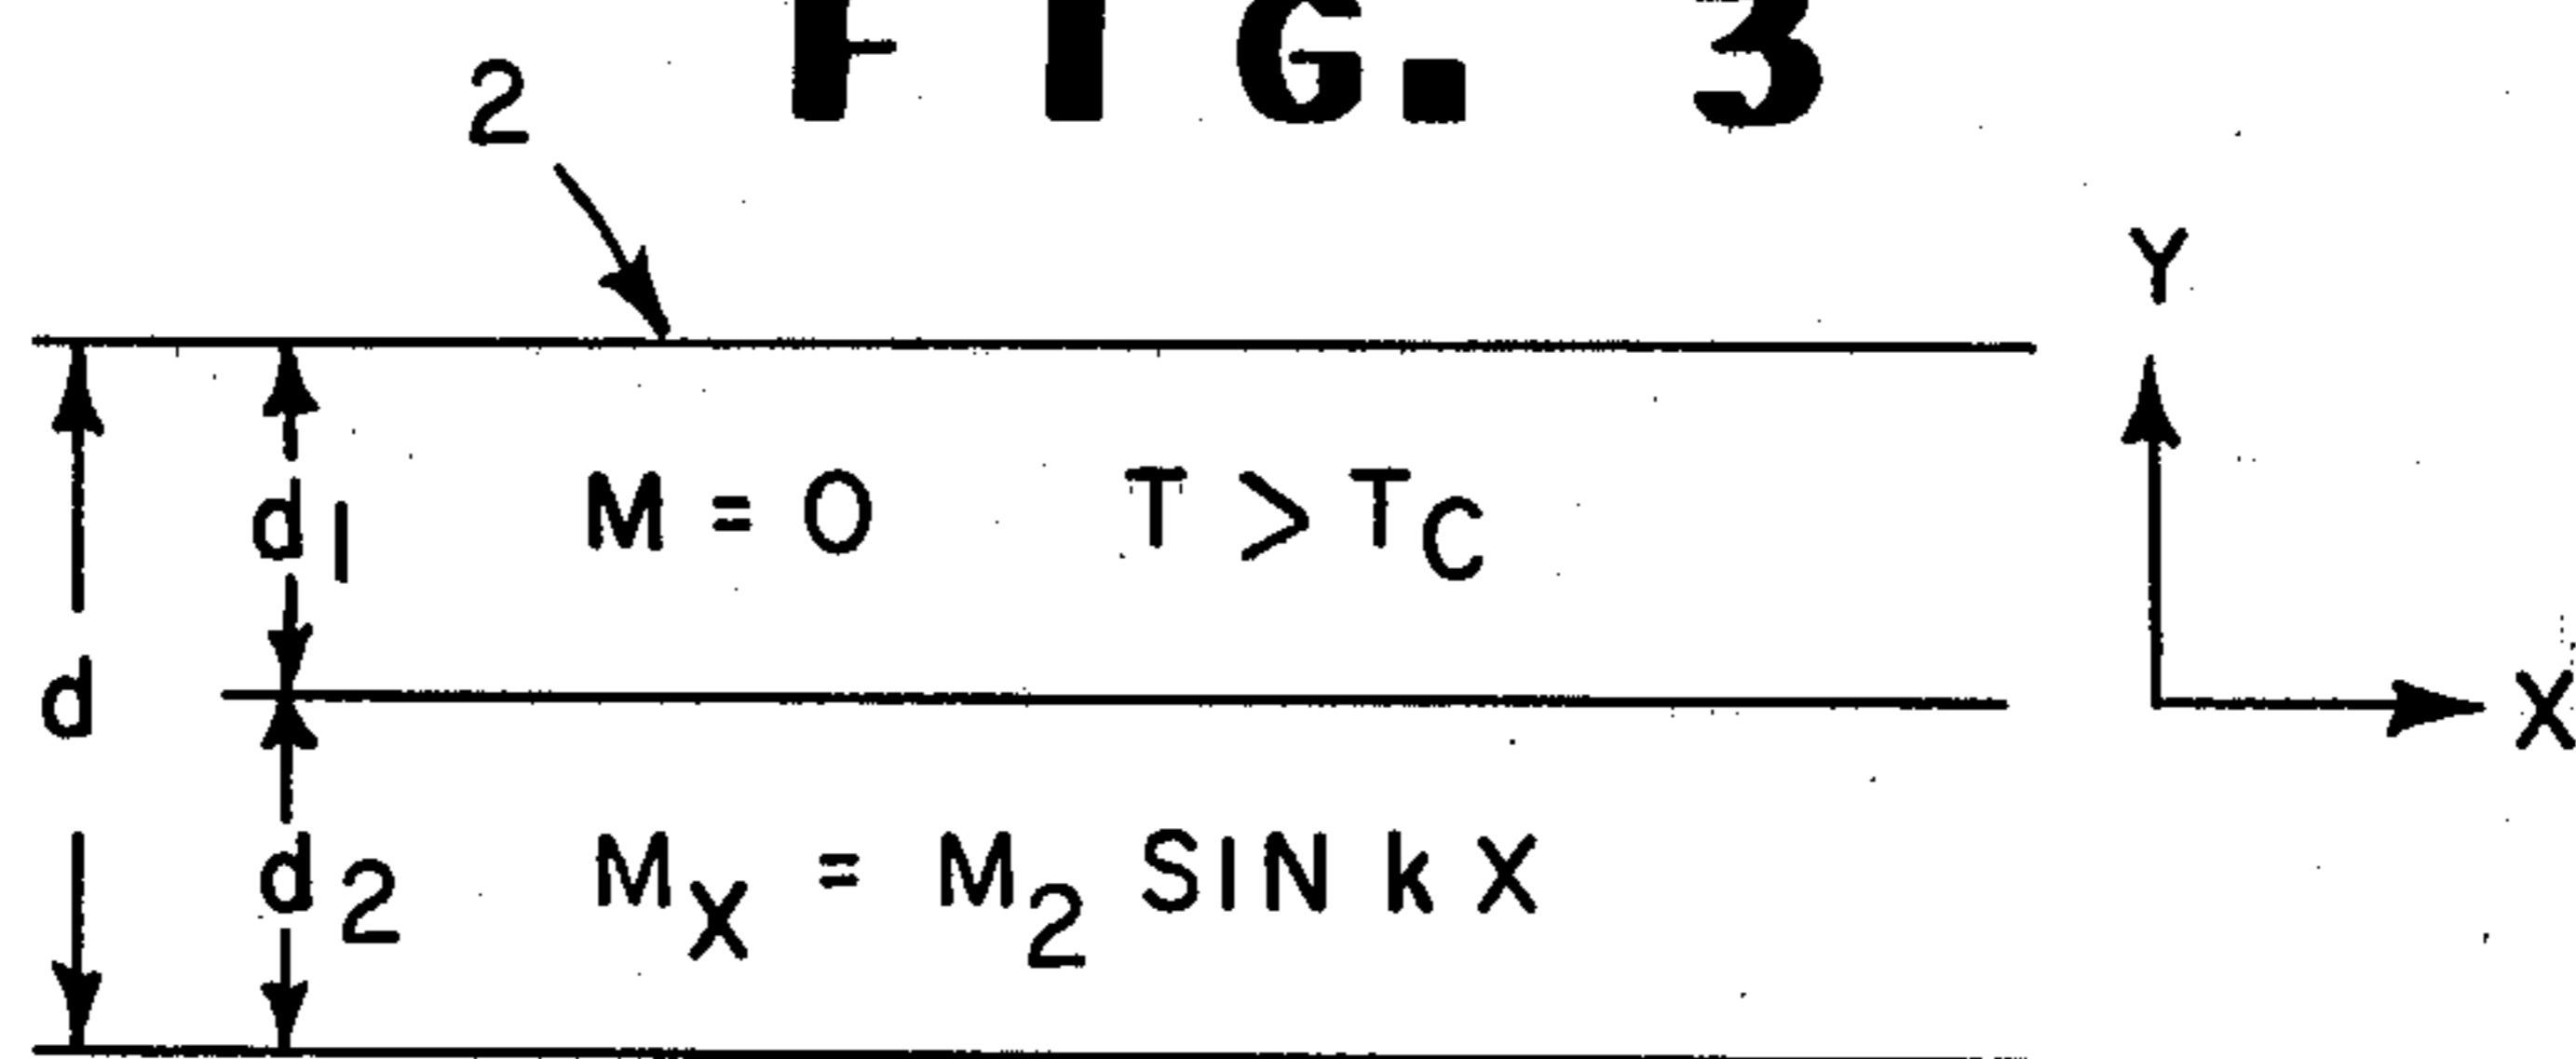 FIG. 3
2
Y
M = O T > TC
d1
d
X
d2
MX = M2 SIN k X